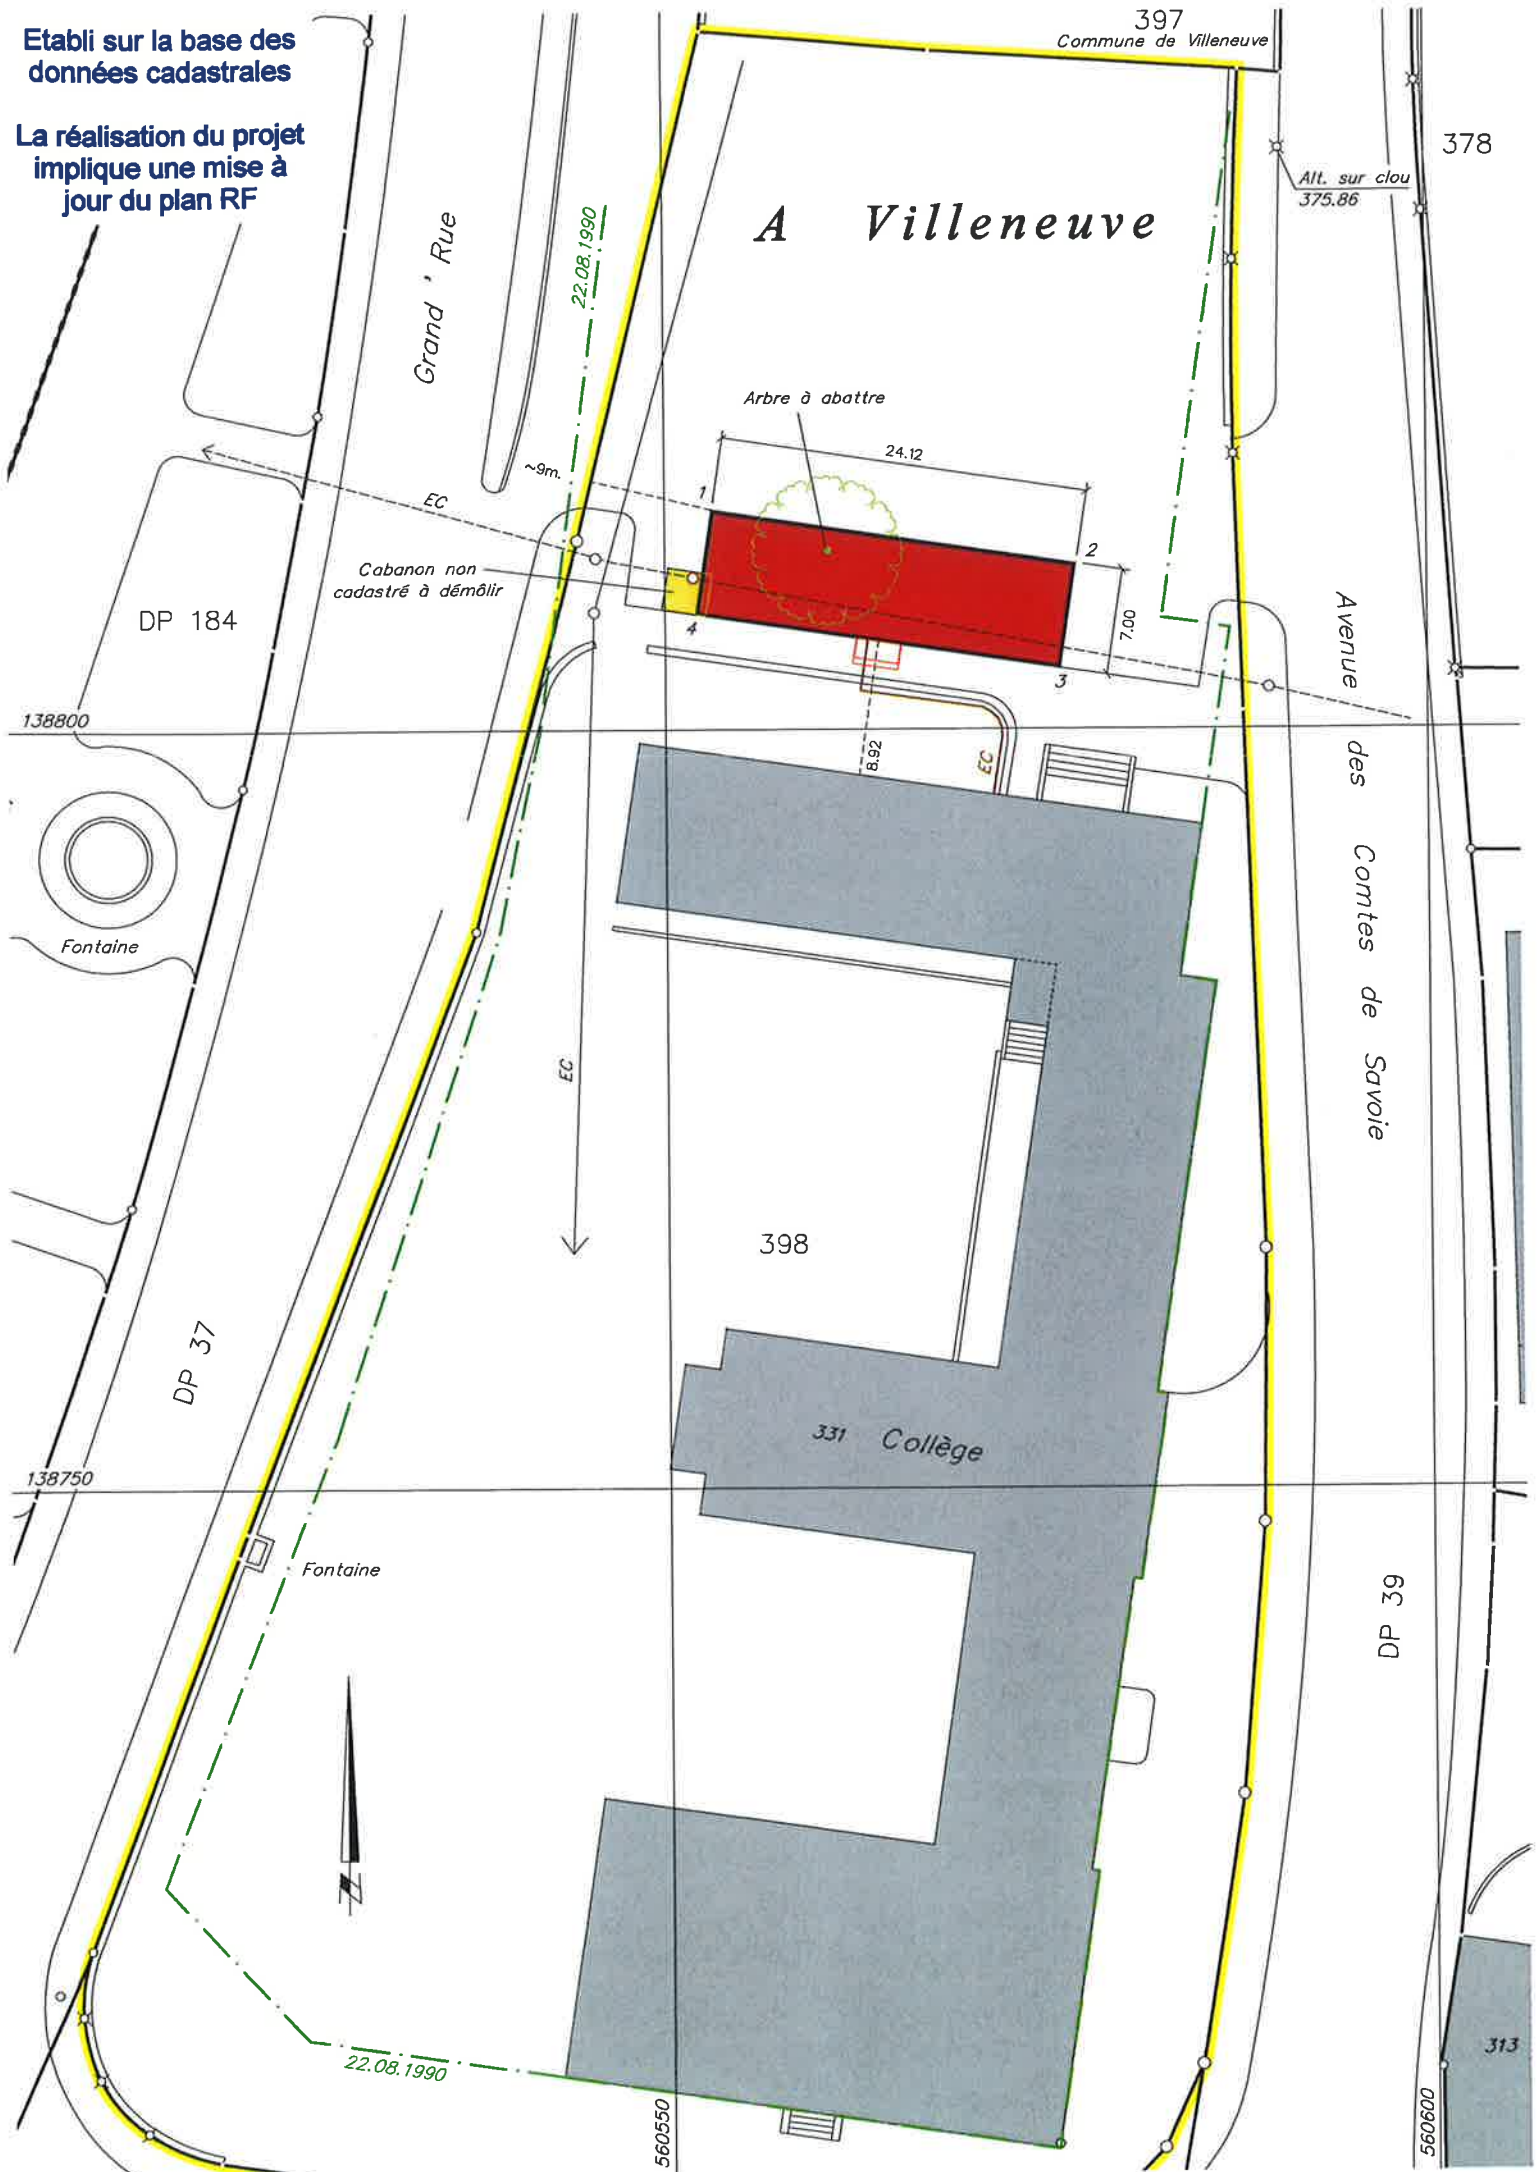 Etabli sur la base des
données cadastrales
La réalisation du projet
implique une mise à
jour du plan RF
397
Commune de Villeneuve
378
Alt. sur clou
375.86
A Villeneuve
Grand'Rue
22.08.1990
Arbre à abattre
24.12
~9m.
1
EC
2
Cabanon non
cadastré à démolir
DP 184
4
7.00
3
138800
8.92
EC
Avenue des Comtes de Savoie
Fontaine
EC
398
DP 37
331 Collège
138750
Fontaine
DP 39
N
22.08.1990
313
560550
560600